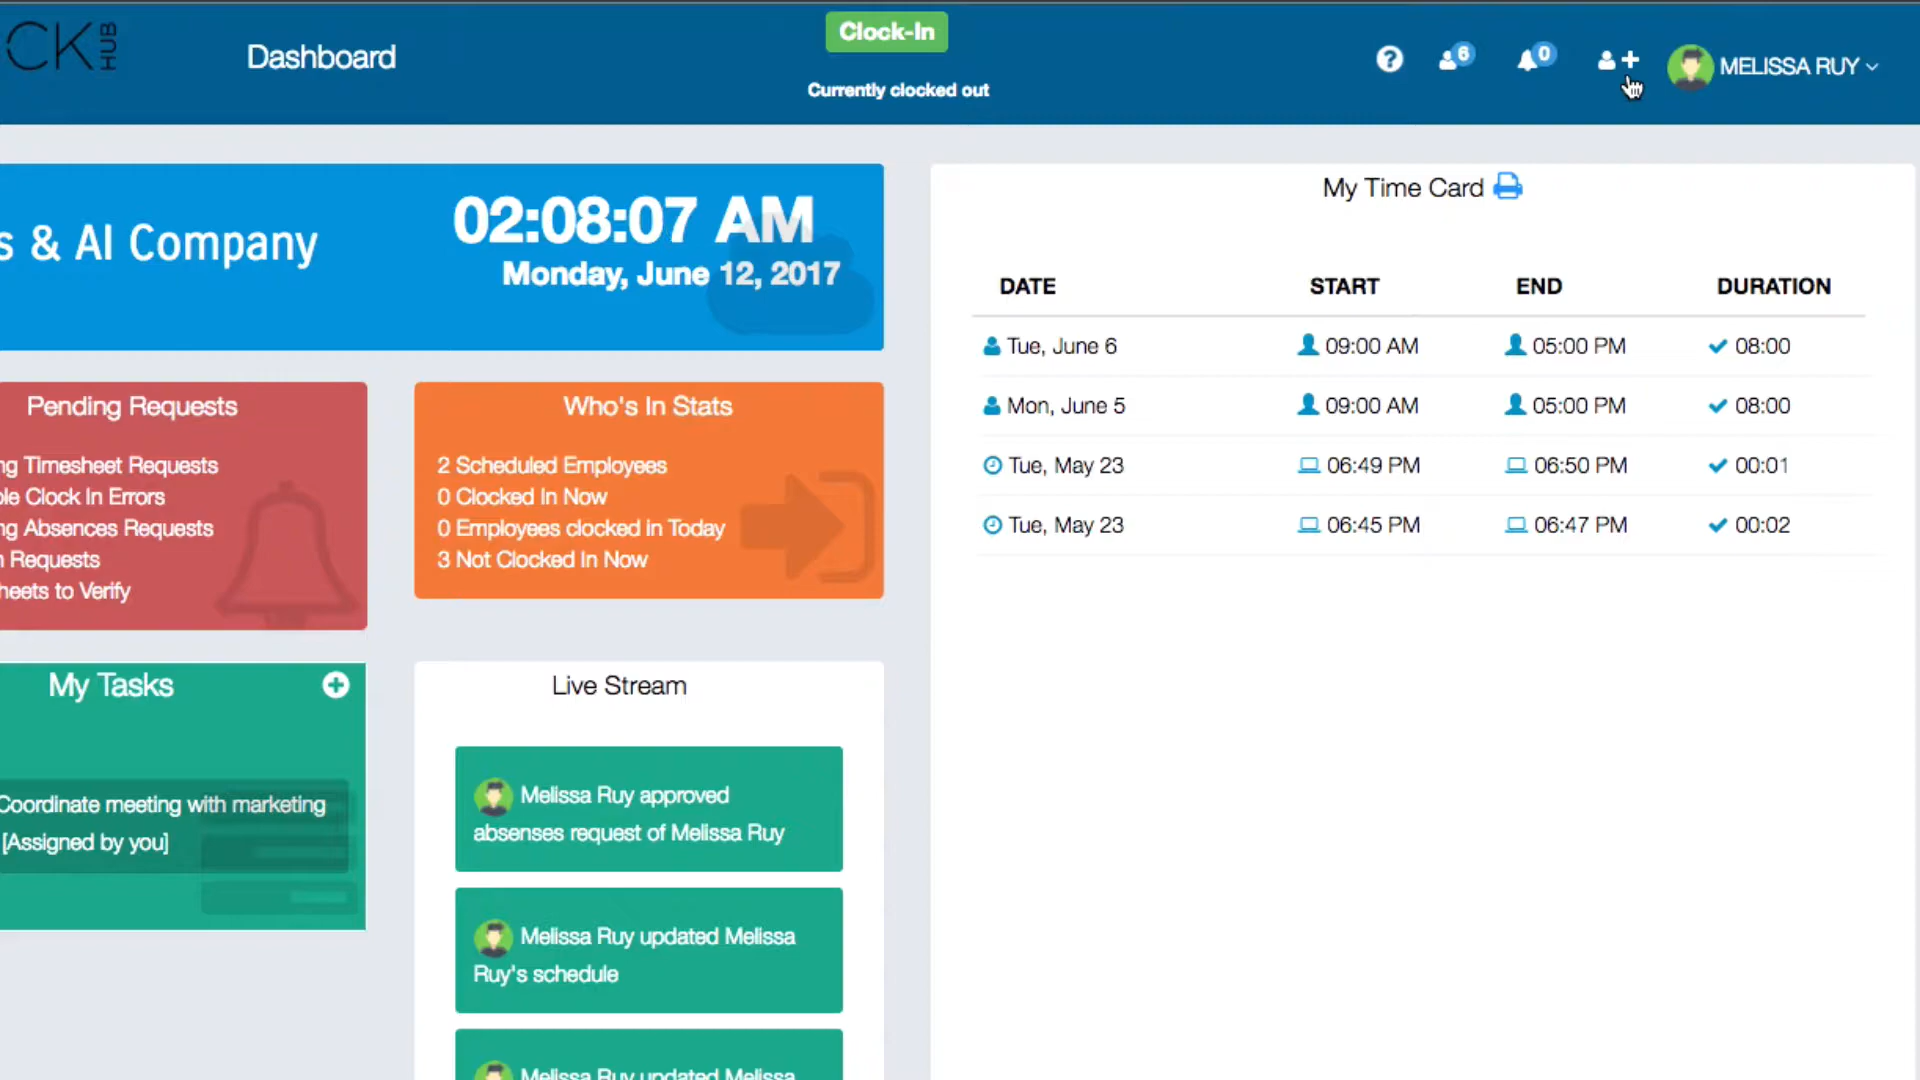 CK HUB
Dashboard
Clock-In
Currently clocked out
6
0
MELISSA RUY
s & AI Company
02:08:07 AM
Monday, June 12, 2017
Pending Requests
ng Timesheet Requests
ble Clock In Errors
ng Absences Requests
n Requests
heets to Verify
Who's In Stats
2 Scheduled Employees
0 Clocked In Now
0 Employees clocked in Today
3 Not Clocked In Now
My Tasks
Coordinate meeting with marketing
[Assigned by you]
Live Stream
Melissa Ruy approved
absenses request of Melissa Ruy
Melissa Ruy updated Melissa
Ruy's schedule
Melissa Ruy updated Melissa
My Time Card
DATE START END DURATION
Tue, June 6 09:00 AM 05:00 PM 08:00
Mon, June 5 09:00 AM 05:00 PM 08:00
Tue, May 23 06:49 PM 06:50 PM 00:01
Tue, May 23 06:45 PM 06:47 PM 00:02